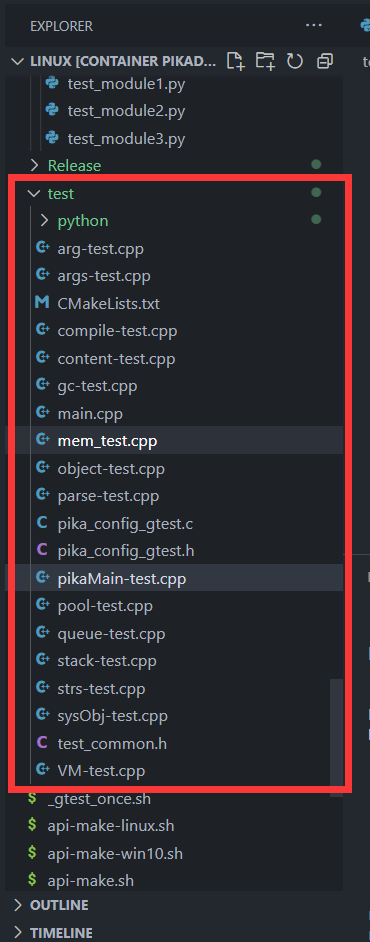 EXPLORER
LINUX [CONTAINER PIKAD...
test_module1.py
test_module2.py
test_module3.py
Release
test
python
arg-test.cpp
args-test.cpp
CMakeLists.txt
compile-test.cpp
content-test.cpp
gc-test.cpp
main.cpp
mem_test.cpp
object-test.cpp
parse-test.cpp
pika_config_gtest.c
pika_config_gtest.h
pikaMain-test.cpp
pool-test.cpp
queue-test.cpp
stack-test.cpp
strs-test.cpp
sysObj-test.cpp
test_common.h
VM-test.cpp
_gtest_once.sh
api-make-linux.sh
api-make-win10.sh
api-make.sh
OUTLINE
TIMELINE